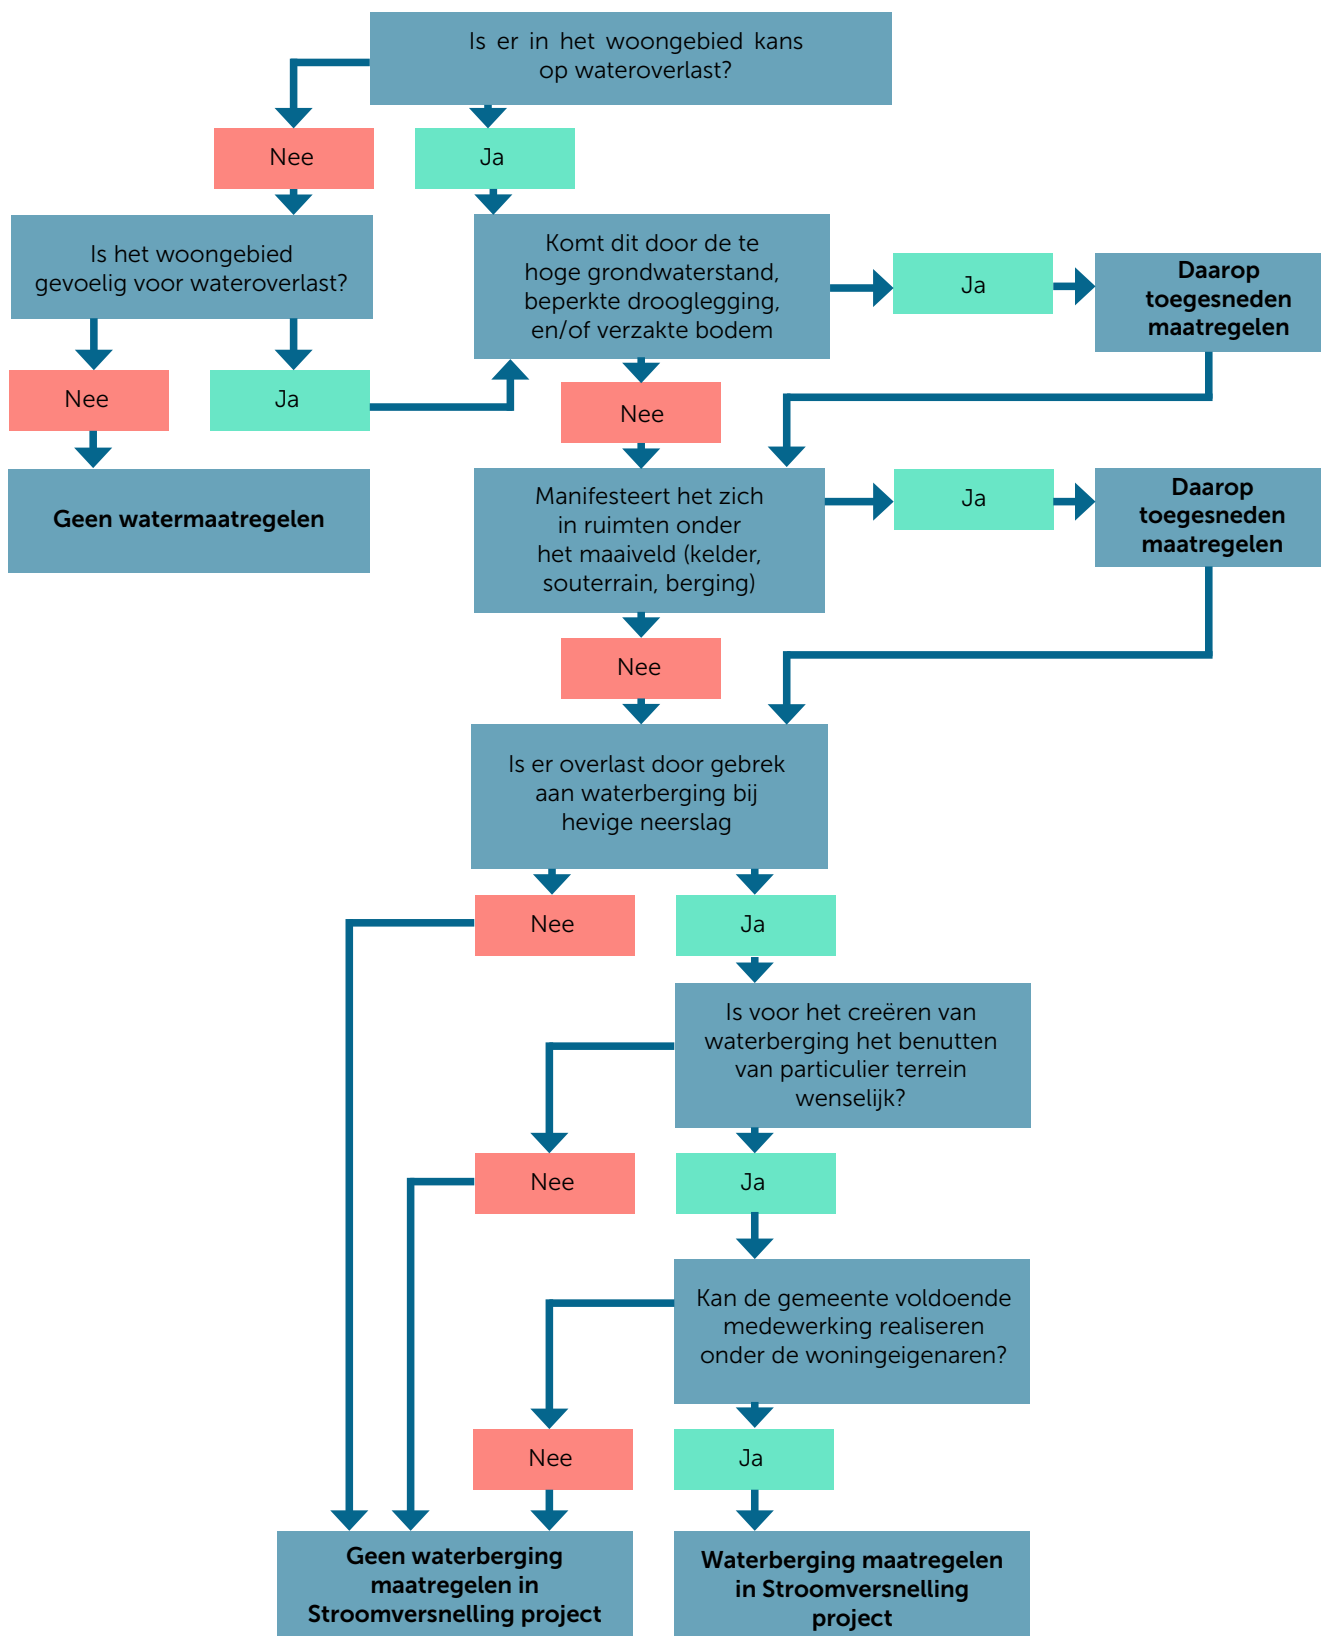 Is er in het woongebied kans
op wateroverlast?
Nee
Ja
Is het woongebied
gevoelig voor wateroverlast?
Komt dit door de te
hoge grondwaterstand,
beperkte drooglegging,
en/of verzakte bodem
Ja
Daarop
toegesneden
maatregelen
Nee
Ja
Nee
Geen watermaatregelen
Manifesteert het zich
in ruimten onder
het maaiveld (kelder,
souterrain, berging)
Ja
Daarop
toegesneden
maatregelen
Nee
Is er overlast door gebrek
aan waterberging bij
hevige neerslag
Nee
Ja
Is voor het creëren van
waterberging het benutten
van particulier terrein
wenselijk?
Nee
Ja
Kan de gemeente voldoende
medewerking realiseren
onder de woningeigenaren?
Nee
Ja
Geen waterberging
maatregelen in
Stroomversnelling project
Waterberging maatregelen
in Stroomversnelling
project